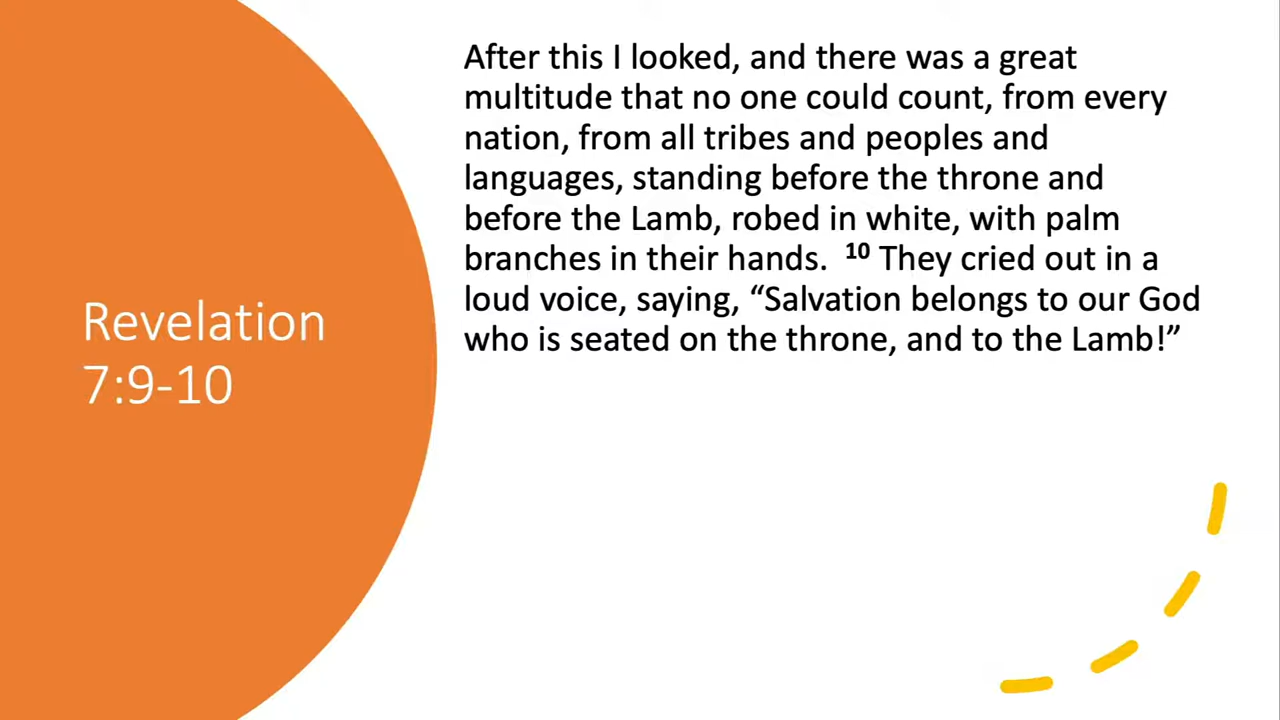 Revelation
7:9-10
After this I looked, and there was a great
multitude that no one could count, from every
nation, from all tribes and peoples and
languages, standing before the throne and
before the Lamb, robed in white, with palm
branches in their hands.  10 They cried out in a
loud voice, saying, “Salvation belongs to our God
who is seated on the throne, and to the Lamb!”